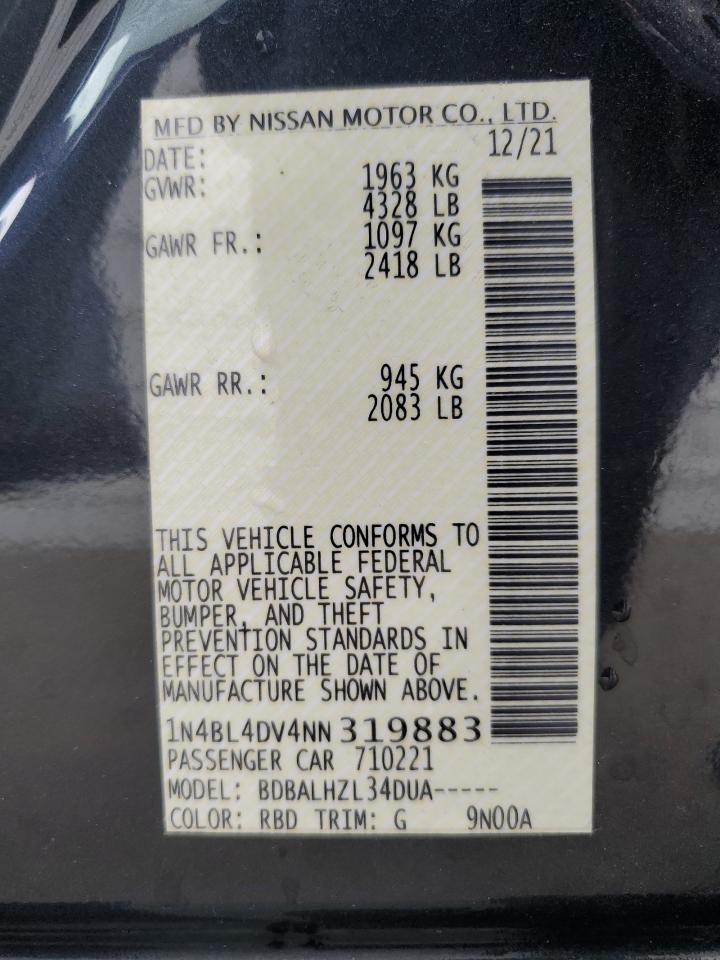 MFD BY NISSAN MOTOR CO., LTD.
DATE: 12/21
GVWR: 1963 KG
4328 LB
GAWR FR.: 1097 KG
2418 LB
GAWR RR.: 945 KG
2083 LB
THIS VEHICLE CONFORMS TO
ALL APPLICABLE FEDERAL
MOTOR VEHICLE SAFETY,
BUMPER, AND THEFT
PREVENTION STANDARDS IN
EFFECT ON THE DATE OF
MANUFACTURE SHOWN ABOVE.
1N4BL4DV4NN 319883
PASSENGER CAR 710221
MODEL: BDBALHZL34DUA-----
COLOR: RBD TRIM: G 9N00A